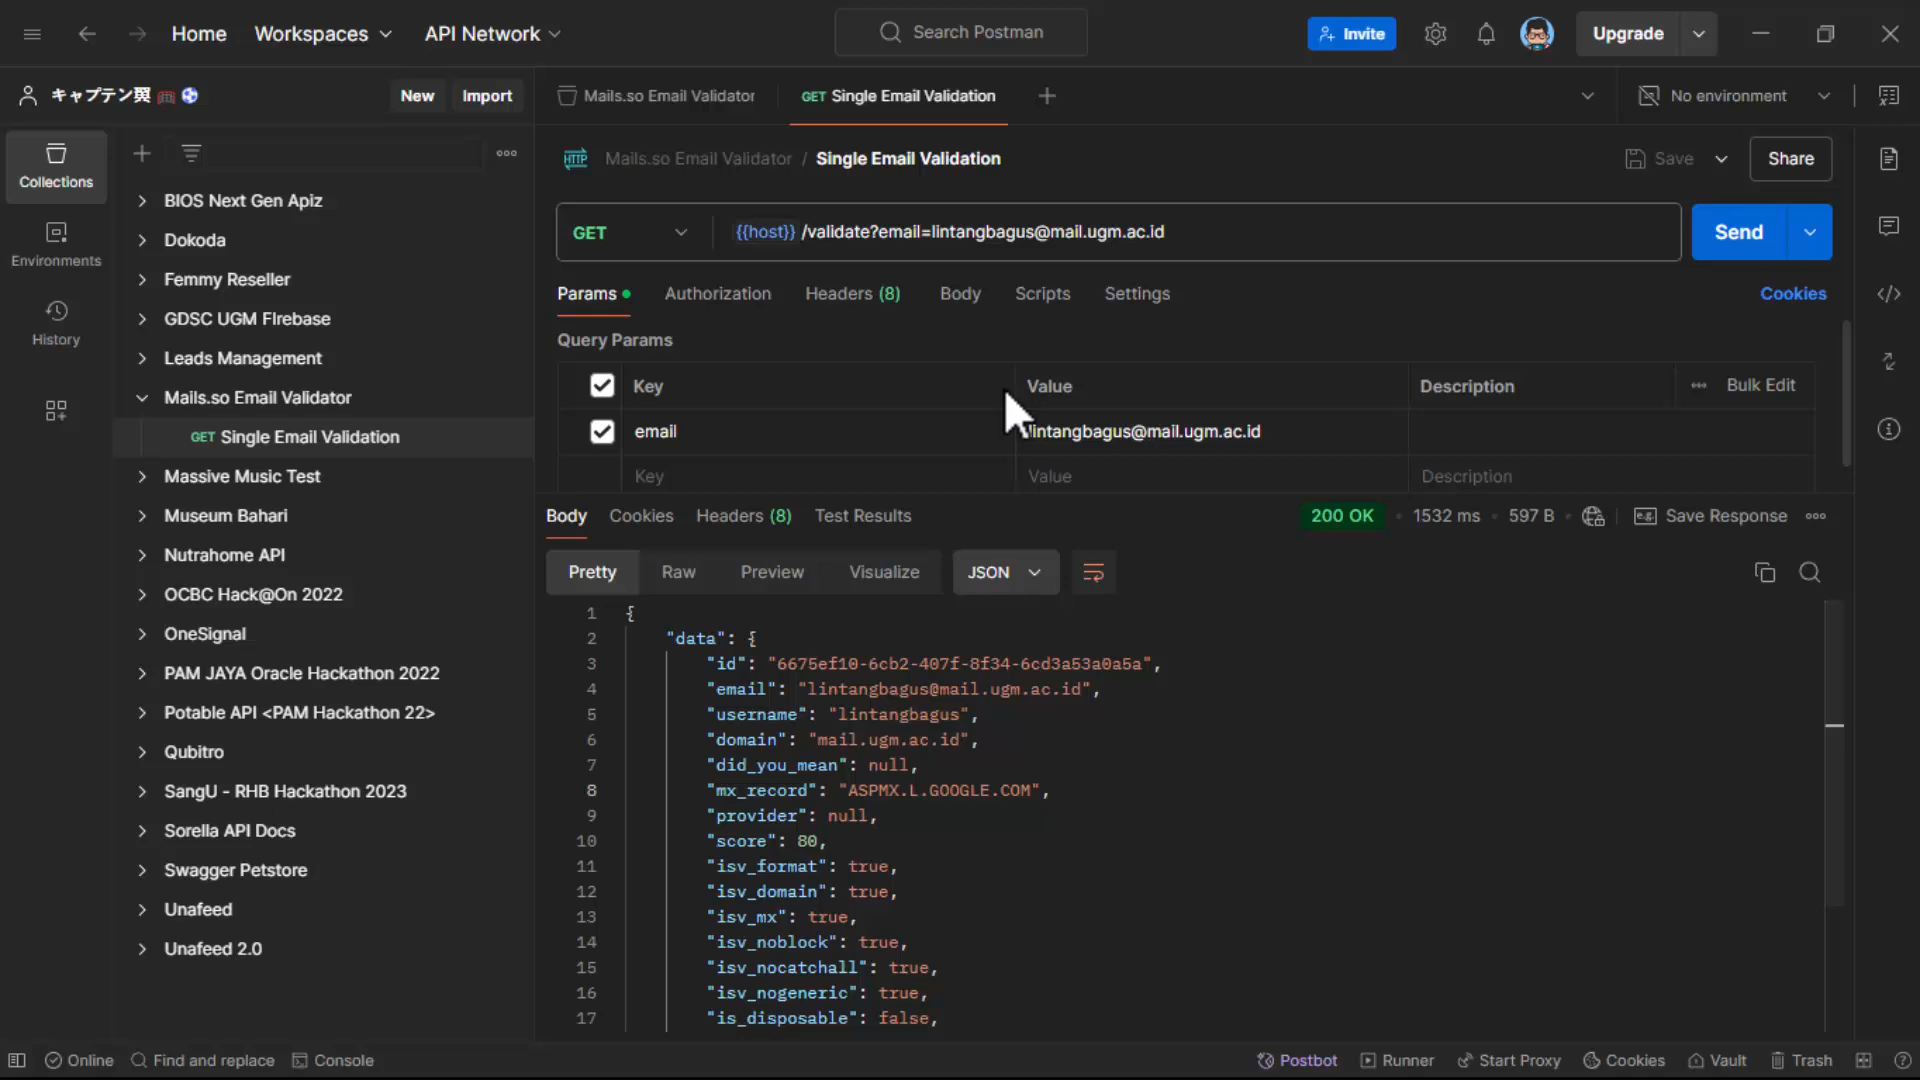 Home
Workspaces
API Network
Search Postman
Invite
Upgrade
キャプテン翼
New
Import
Mails.so Email Validator
GET Single Email Validation
No environment
Collections
Environments
History
BIOS Next Gen Apiz
Dokoda
Femmy Reseller
GDSC UGM FIrebase
Leads Management
Mails.so Email Validator
GET Single Email Validation
Massive Music Test
Museum Bahari
Nutrahome API
OCBC Hack@On 2022
OneSignal
PAM JAYA Oracle Hackathon 2022
Potable API <PAM Hackathon 22>
Qubitro
SangU - RHB Hackathon 2023
Sorella API Docs
Swagger Petstore
Unafeed
Unafeed 2.0
HTTP Mails.so Email Validator / Single Email Validation
Save
Share
GET
{{host}} /validate?email=lintangbagus@mail.ugm.ac.id
Send
Params
Authorization
Headers (8)
Body
Scripts
Settings
Cookies
Query Params
Key
Value
Description
Bulk Edit
email
lintangbagus@mail.ugm.ac.id
Key
Value
Description
Body
Cookies
Headers (8)
Test Results
200 OK
1532 ms
597 B
e.g. Save Response
Pretty
Raw
Preview
Visualize
JSON
1 {
2 "data": {
3 "id": "6675ef10-6cb2-407f-8f34-6cd3a53a0a5a",
4 "email": "lintangbagus@mail.ugm.ac.id",
5 "username": "lintangbagus",
6 "domain": "mail.ugm.ac.id",
7 "did_you_mean": null,
8 "mx_record": "ASPMX.L.GOOGLE.COM",
9 "provider": null,
10 "score": 80,
11 "isv_format": true,
12 "isv_domain": true,
13 "isv_mx": true,
14 "isv_noblock": true,
15 "isv_nocatchall": true,
16 "isv_nogeneric": true,
17 "is_disposable": false,
Online
Find and replace
Console
Postbot
Runner
Start Proxy
Cookies
Vault
Trash